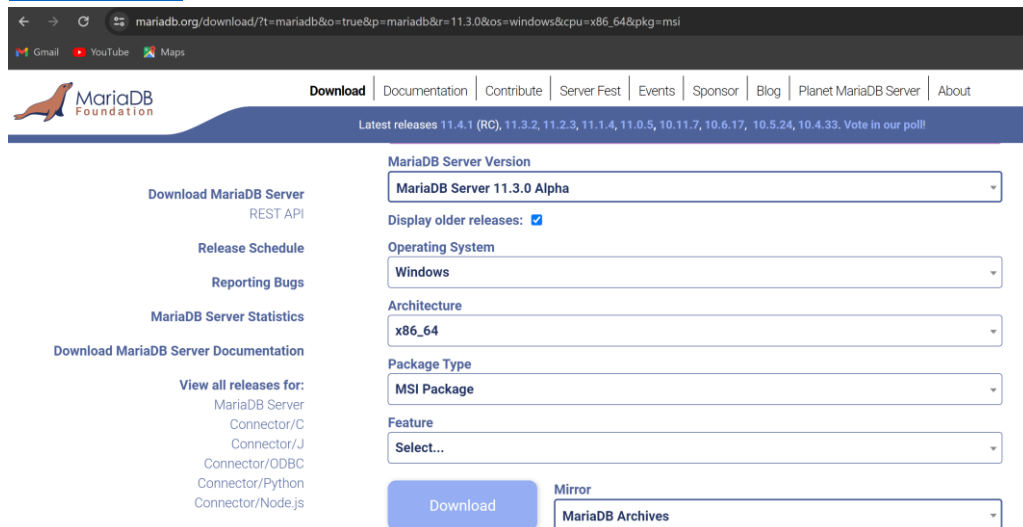 mariadb.org/download/?t=mariadb&o=true&p=mariadb&r=11.3.0&os=windows&cpu=x86_64&pkg=msi
Gmail YouTube Maps
MariaDB
Foundation
Download Documentation Contribute Server Fest Events Sponsor Blog Planet MariaDB Server About
Latest releases 11.4.1 (RC), 11.3.2, 11.2.3, 11.1.4, 11.0.5, 10.11.7, 10.6.17, 10.5.24, 10.4.33. Vote in our poll!
Download MariaDB Server
REST API
Release Schedule
Reporting Bugs
MariaDB Server Statistics
Download MariaDB Server Documentation
View all releases for:
MariaDB Server
Connector/C
Connector/J
Connector/ODBC
Connector/Python
Connector/Node.js
MariaDB Server Version
MariaDB Server 11.3.0 Alpha
Display older releases:
Operating System
Windows
Architecture
x86_64
Package Type
MSI Package
Feature
Select...
Download
Mirror
MariaDB Archives